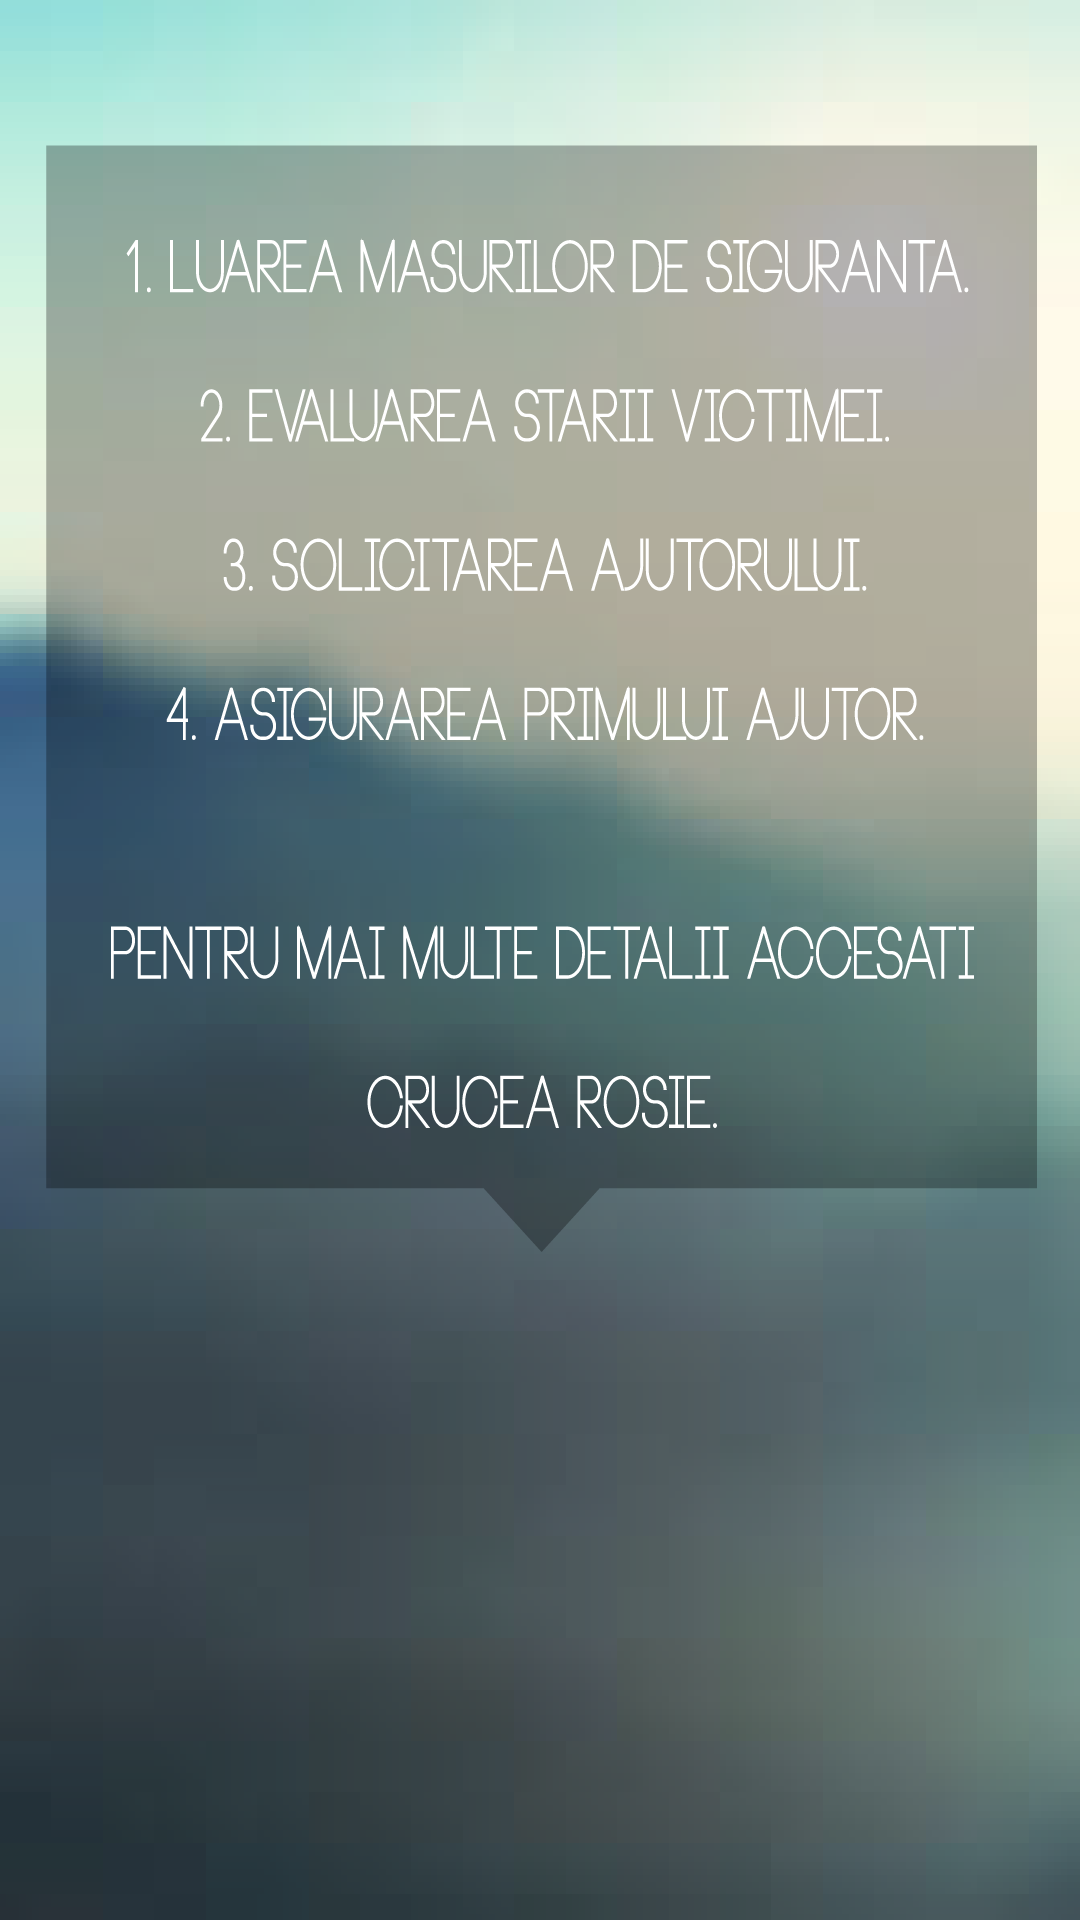 1. LUAREA MASURILOR DE SIGURANTA.
2. EVALUAREA STARII VICTIMEI.
3. SOLICITAREA AJUTORULUI.
4. ASIGURAREA PRIMULUI AJUTOR.
PENTRU MAI MULTE DETALII ACCESATI
CRUCEA ROSIE.